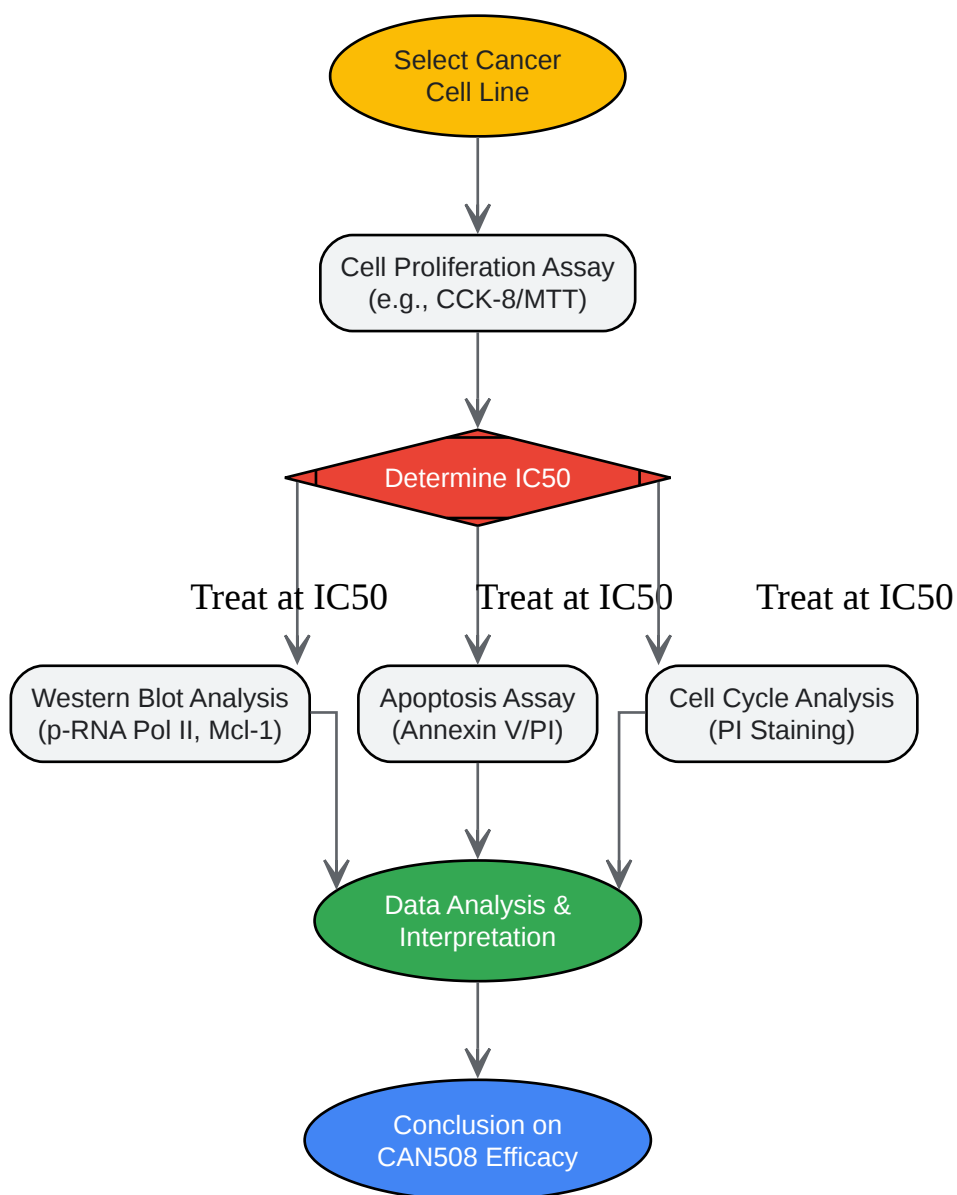 Select Cancer
Cell Line
Cell Proliferation Assay
(e.g., CCK-8/MTT)
Determine IC50
Treat at IC50
Treat at IC50
Treat at IC50
Western Blot Analysis
(p-RNA Pol II, Mcl-1)
Apoptosis Assay
(Annexin V/PI)
Cell Cycle Analysis
(PI Staining)
Data Analysis &
Interpretation
Conclusion on
CAN508 Efficacy